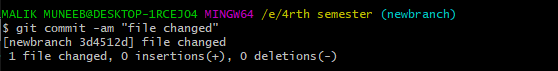 MALIK MUNEEB@DESKTOP-1RCEJO4 MINGW64 /e/4rth semester (newbranch)
$ git commit -am "file changed"
[newbranch 3d4512d] file changed
 1 file changed, 0 insertions(+), 0 deletions(-)